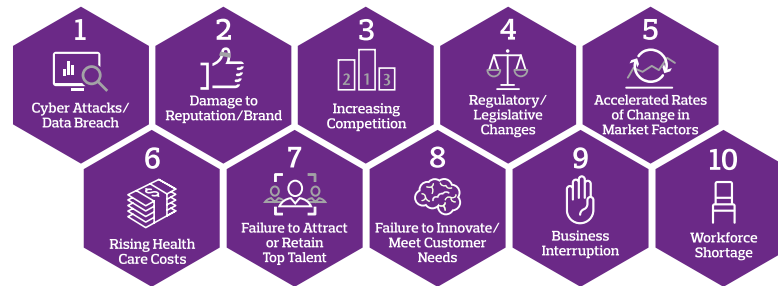 1
Cyber Attacks/
Data Breach
2
Damage to
Reputation/Brand
3
2 1 3
Increasing
Competition
4
Regulatory/
Legislative
Changes
5
Accelerated Rates
of Change in
Market Factors
6
Rising Health
Care Costs
7
Failure to Attract
or Retain
Top Talent
8
Failure to Innovate/
Meet Customer
Needs
9
Business
Interruption
10
Workforce
Shortage